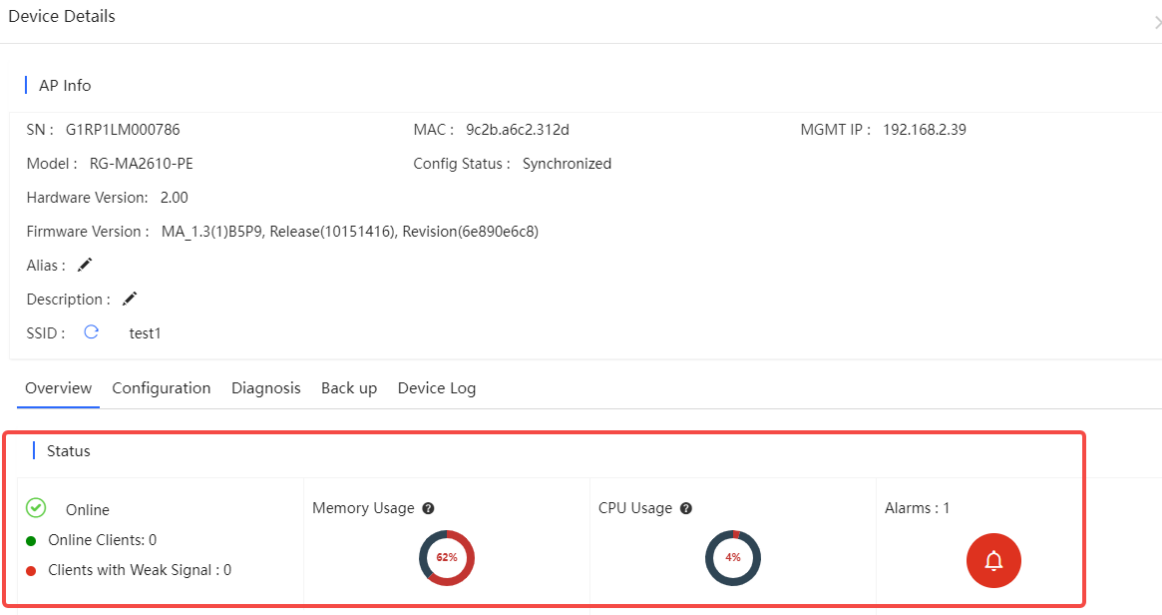 Device Details
AP Info
SN : G1RP1LM000786 MAC : 9c2b.a6c2.312d MGMT IP : 192.168.2.39
Model : RG-MA2610-PE Config Status : Synchronized
Hardware Version: 2.00
Firmware Version : MA_1.3(1)B5P9, Release(10151416), Revision(6e890e6c8)
Alias :
Description :
SSID : test1
Overview Configuration Diagnosis Back up Device Log
Status
Online Memory Usage ? CPU Usage ? Alarms : 1
Online Clients: 0
62% 4%
Clients with Weak Signal : 0